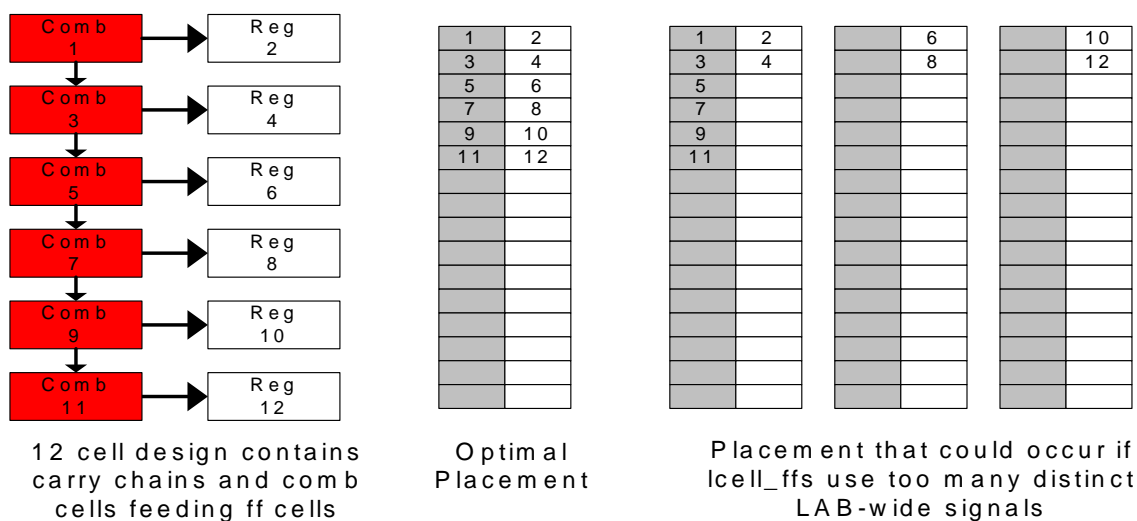 Comb
1
Reg
2
Comb
3
Reg
4
Comb
5
Reg
6
Comb
7
Reg
8
Comb
9
Reg
10
Comb
11
Reg
12
12 cell design contains
carry chains and comb
cells feeding ff cells
1 2
3 4
5 6
7 8
9 10
11 12
Optimal
Placement
1 2
3 4
5
7
9
11
6
8
10
12
Placement that could occur if
lcell_ffs use too many distinct
LAB-wide signals